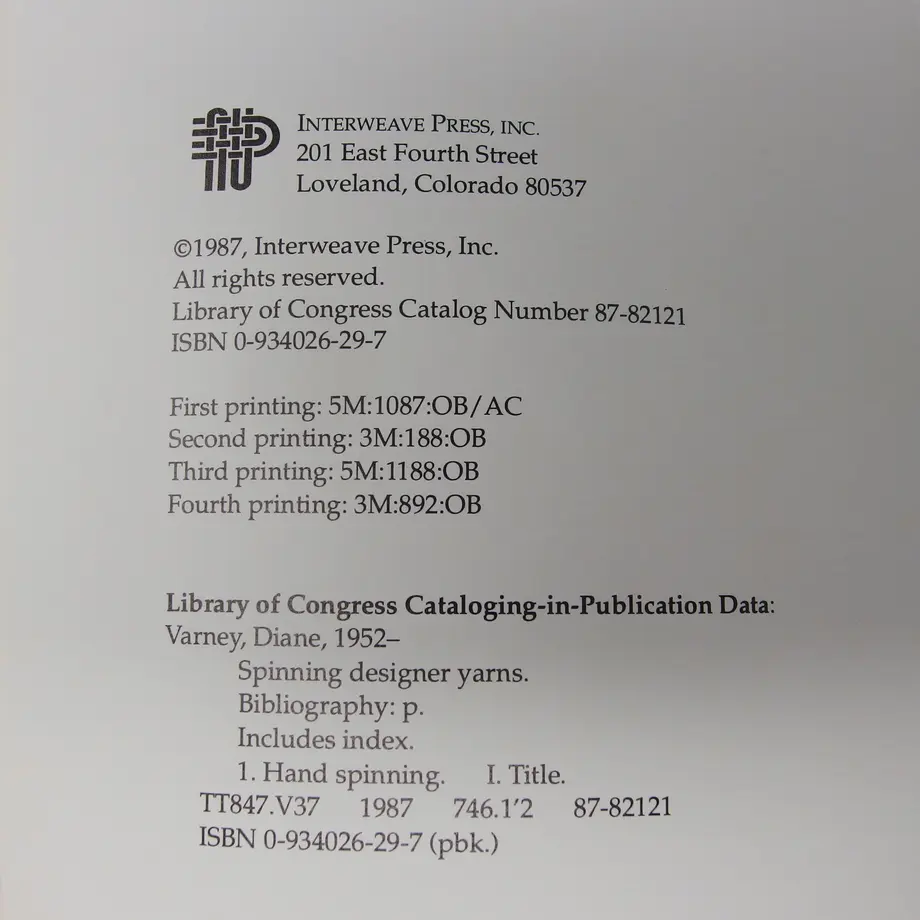 INTERWEAVE PRESS, INC.
201 East Fourth Street
Loveland, Colorado 80537
©1987, Interweave Press, Inc.
All rights reserved.
Library of Congress Catalog Number 87-82121
ISBN 0-934026-29-7
First printing: 5M:1087:OB/AC
Second printing: 3M:188:OB
Third printing: 5M:1188:OB
Fourth printing: 3M:892:OB
Library of Congress Cataloging-in-Publication Data:
Varney, Diane, 1952–
Spinning designer yarns.
Bibliography: p.
Includes index.
1. Hand spinning. I. Title.
TT847.V37 1987 746.1'2 87-82121
ISBN 0-934026-29-7 (pbk.)